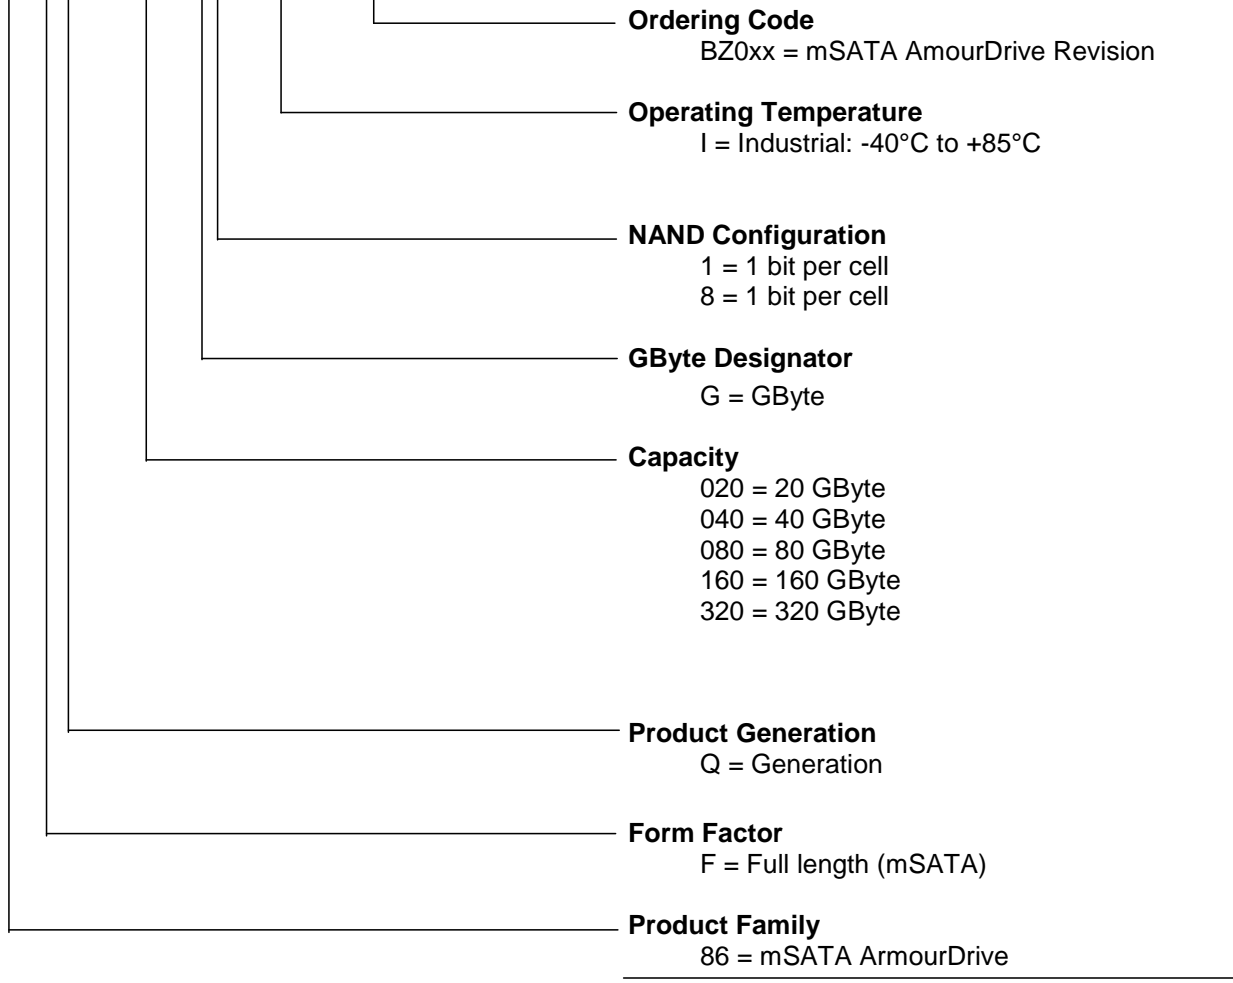 Ordering Code
BZ0xx = mSATA AmourDrive Revision
Operating Temperature
I = Industrial: -40°C to +85°C
NAND Configuration
1 = 1 bit per cell
8 = 1 bit per cell
GByte Designator
G = GByte
Capacity
020 = 20 GByte
040 = 40 GByte
080 = 80 GByte
160 = 160 GByte
320 = 320 GByte
Product Generation
Q = Generation
Form Factor
F = Full length (mSATA)
Product Family
86 = mSATA ArmourDrive